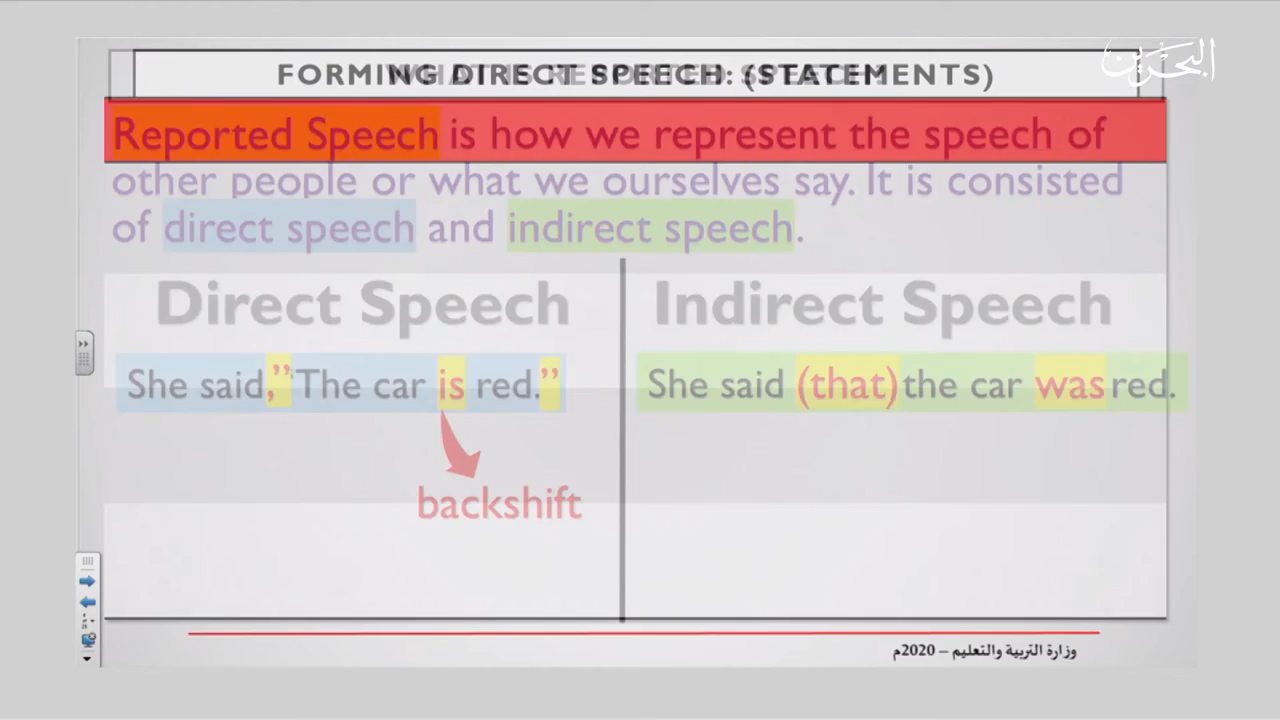 FORMING DIRECT SPEECH: (STATEMENTS)
البحرين
Reported Speech is how we represent the speech of
other people or what we ourselves say. It is consisted
of direct speech and indirect speech.
Direct Speech
Indirect Speech
She said,” The car is red.”
She said (that) the car was red.
backshift
وزارة التربية والتعليم – 2020م